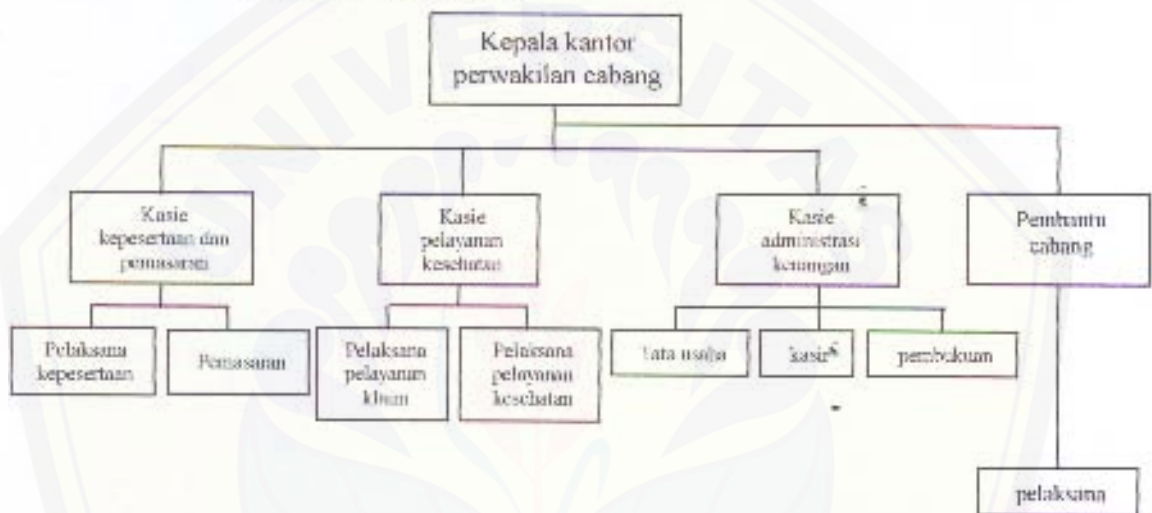 Kepala kantor
perwakilan cabang
Kasie
kepesertaan dan
pemasaran
Kasie
pelayanan
kesehatan
Kasie
administrasi
keuangan
Pembantu
cabang
Pelaksana
kepesertaan
Pemasaran
Pelaksana
pelayanan
klaim
Pelaksana
pelayanan
kesehatan
Tata usaha
kasir
pembukuan
pelaksana
UNIVERSITAS